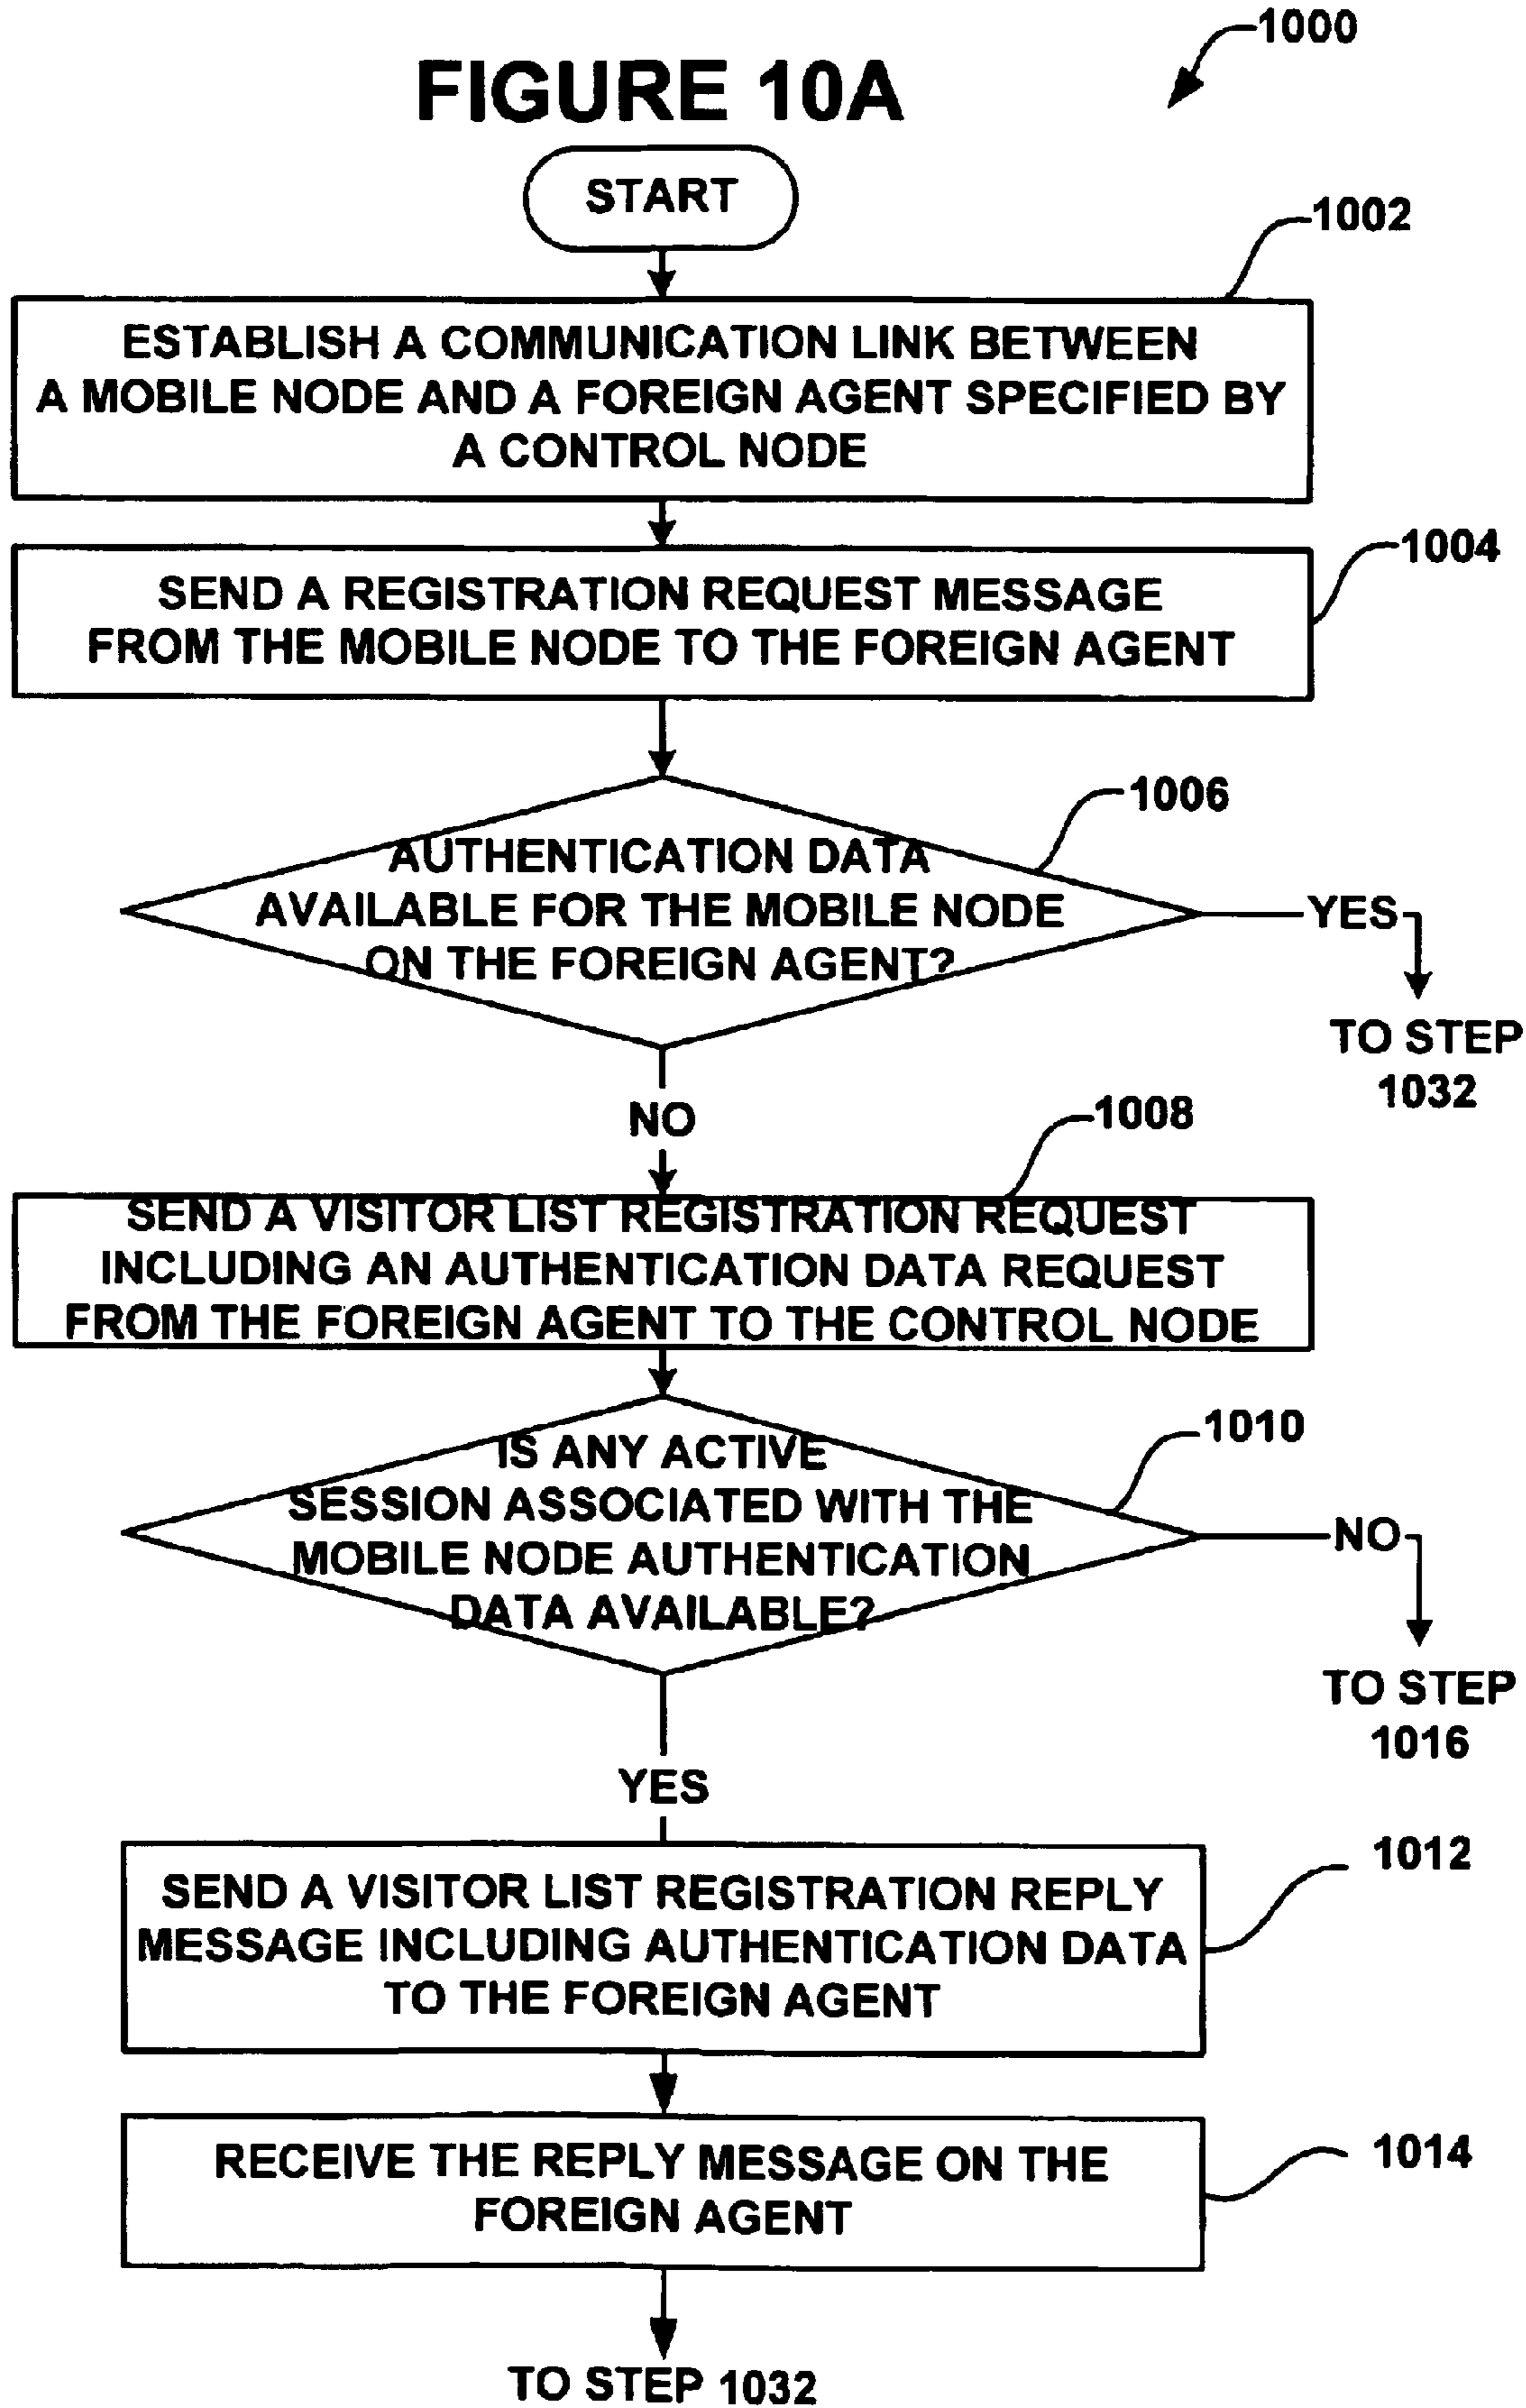 1000
FIGURE 10A
START
1002
ESTABLISH A COMMUNICATION LINK BETWEEN
A MOBILE NODE AND A FOREIGN AGENT SPECIFIED BY
A CONTROL NODE
1004
SEND A REGISTRATION REQUEST MESSAGE
FROM THE MOBILE NODE TO THE FOREIGN AGENT
1006
AUTHENTICATION DATA
AVAILABLE FOR THE MOBILE NODE
ON THE FOREIGN AGENT?
YES
TO STEP
1032
NO
1008
SEND A VISITOR LIST REGISTRATION REQUEST
INCLUDING AN AUTHENTICATION DATA REQUEST
FROM THE FOREIGN AGENT TO THE CONTROL NODE
1010
IS ANY ACTIVE
SESSION ASSOCIATED WITH THE
MOBILE NODE AUTHENTICATION
DATA AVAILABLE?
NO
TO STEP
1016
YES
1012
SEND A VISITOR LIST REGISTRATION REPLY
MESSAGE INCLUDING AUTHENTICATION DATA
TO THE FOREIGN AGENT
1014
RECEIVE THE REPLY MESSAGE ON THE
FOREIGN AGENT
TO STEP 1032